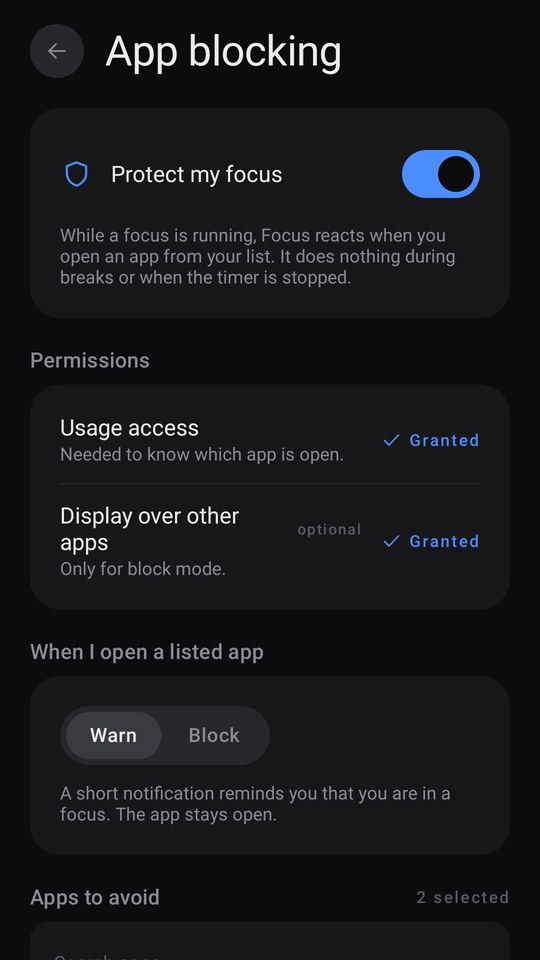 App blocking
Protect my focus
While a focus is running, Focus reacts when you
open an app from your list. It does nothing during
breaks or when the timer is stopped.
Permissions
Usage access
Needed to know which app is open.
Granted
Display over other
apps
optional
Granted
Only for block mode.
When I open a listed app
Warn
Block
A short notification reminds you that you are in a
focus. The app stays open.
Apps to avoid
2 selected